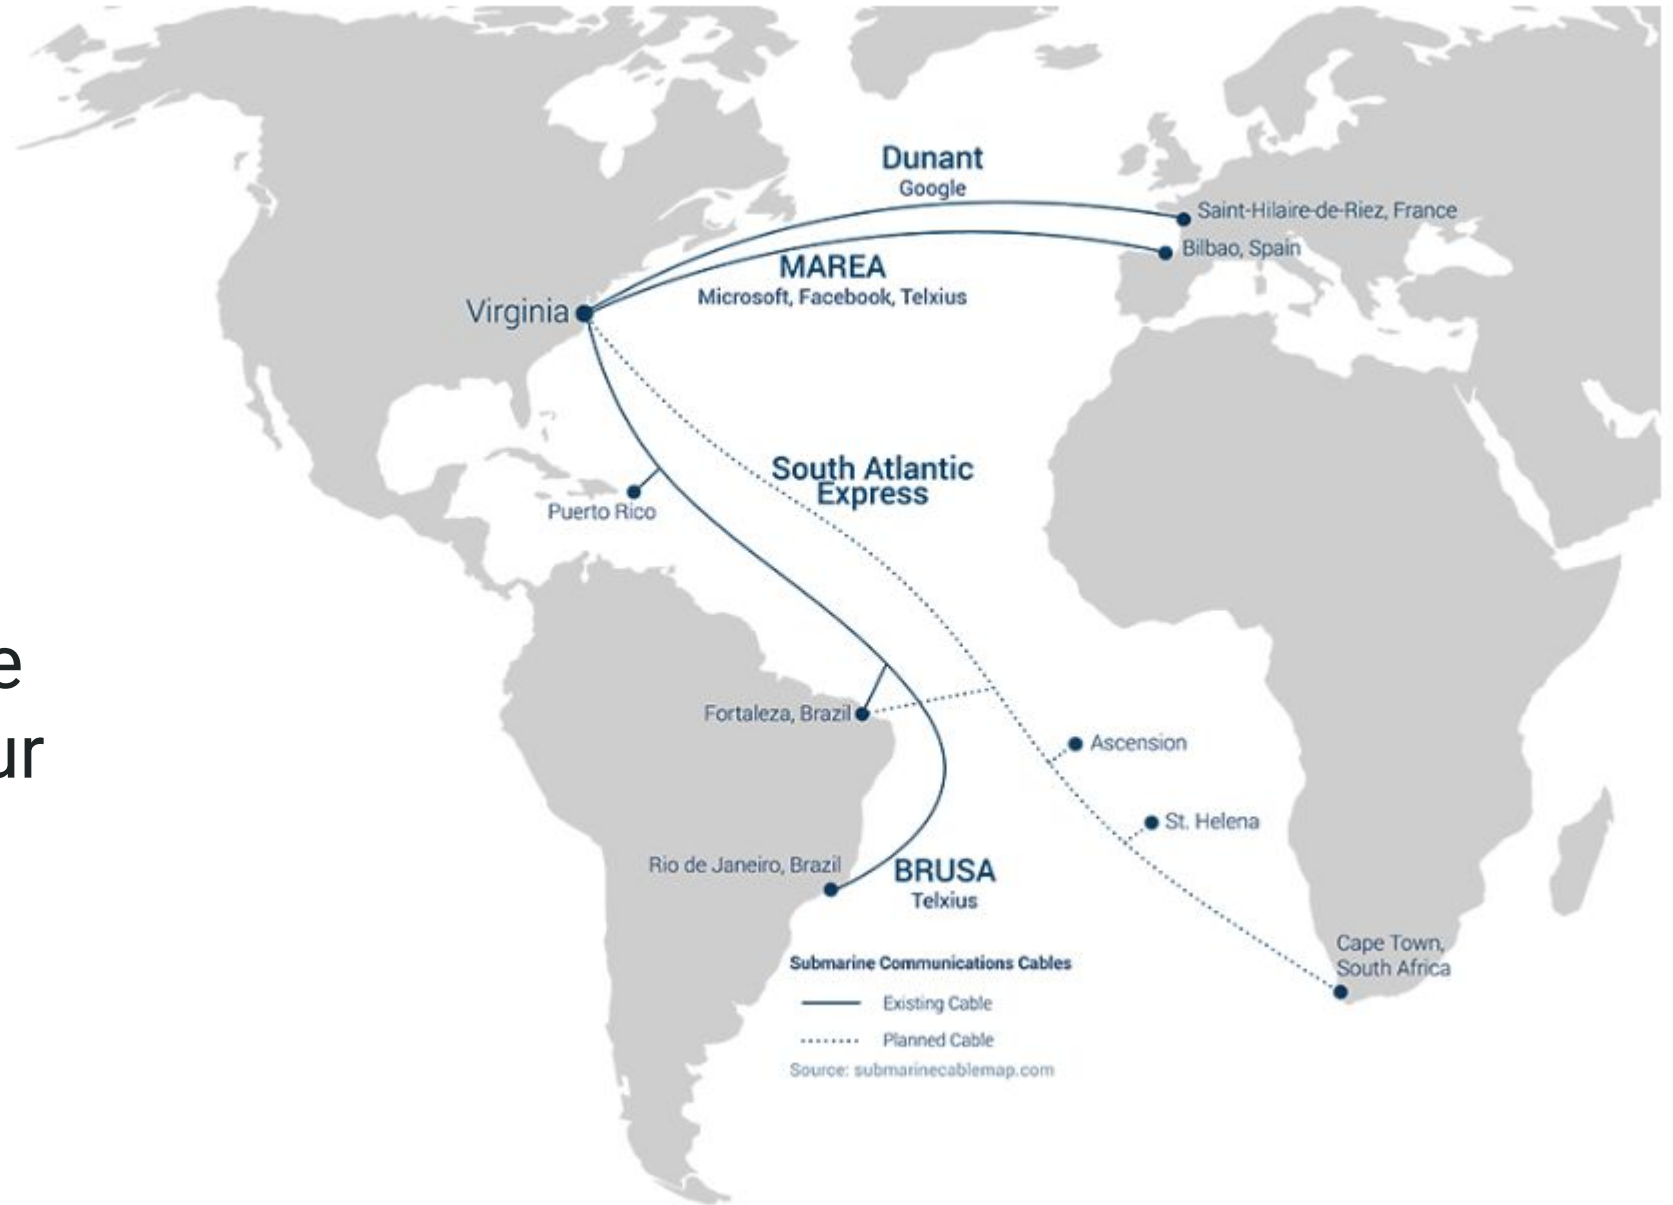 Dunant
Google
Saint-Hilaire-de-Riez, France
Bilbao, Spain
MAREA
Microsoft, Facebook, Telxius
Virginia
South Atlantic
Express
Puerto Rico
e
ur
Fortaleza, Brazil
Ascension
St. Helena
Rio de Janeiro, Brazil
BRUSA
Telxius
Cape Town,
South Africa
Submarine Communications Cables
Existing Cable
Planned Cable
Source: submarinecablemap.com